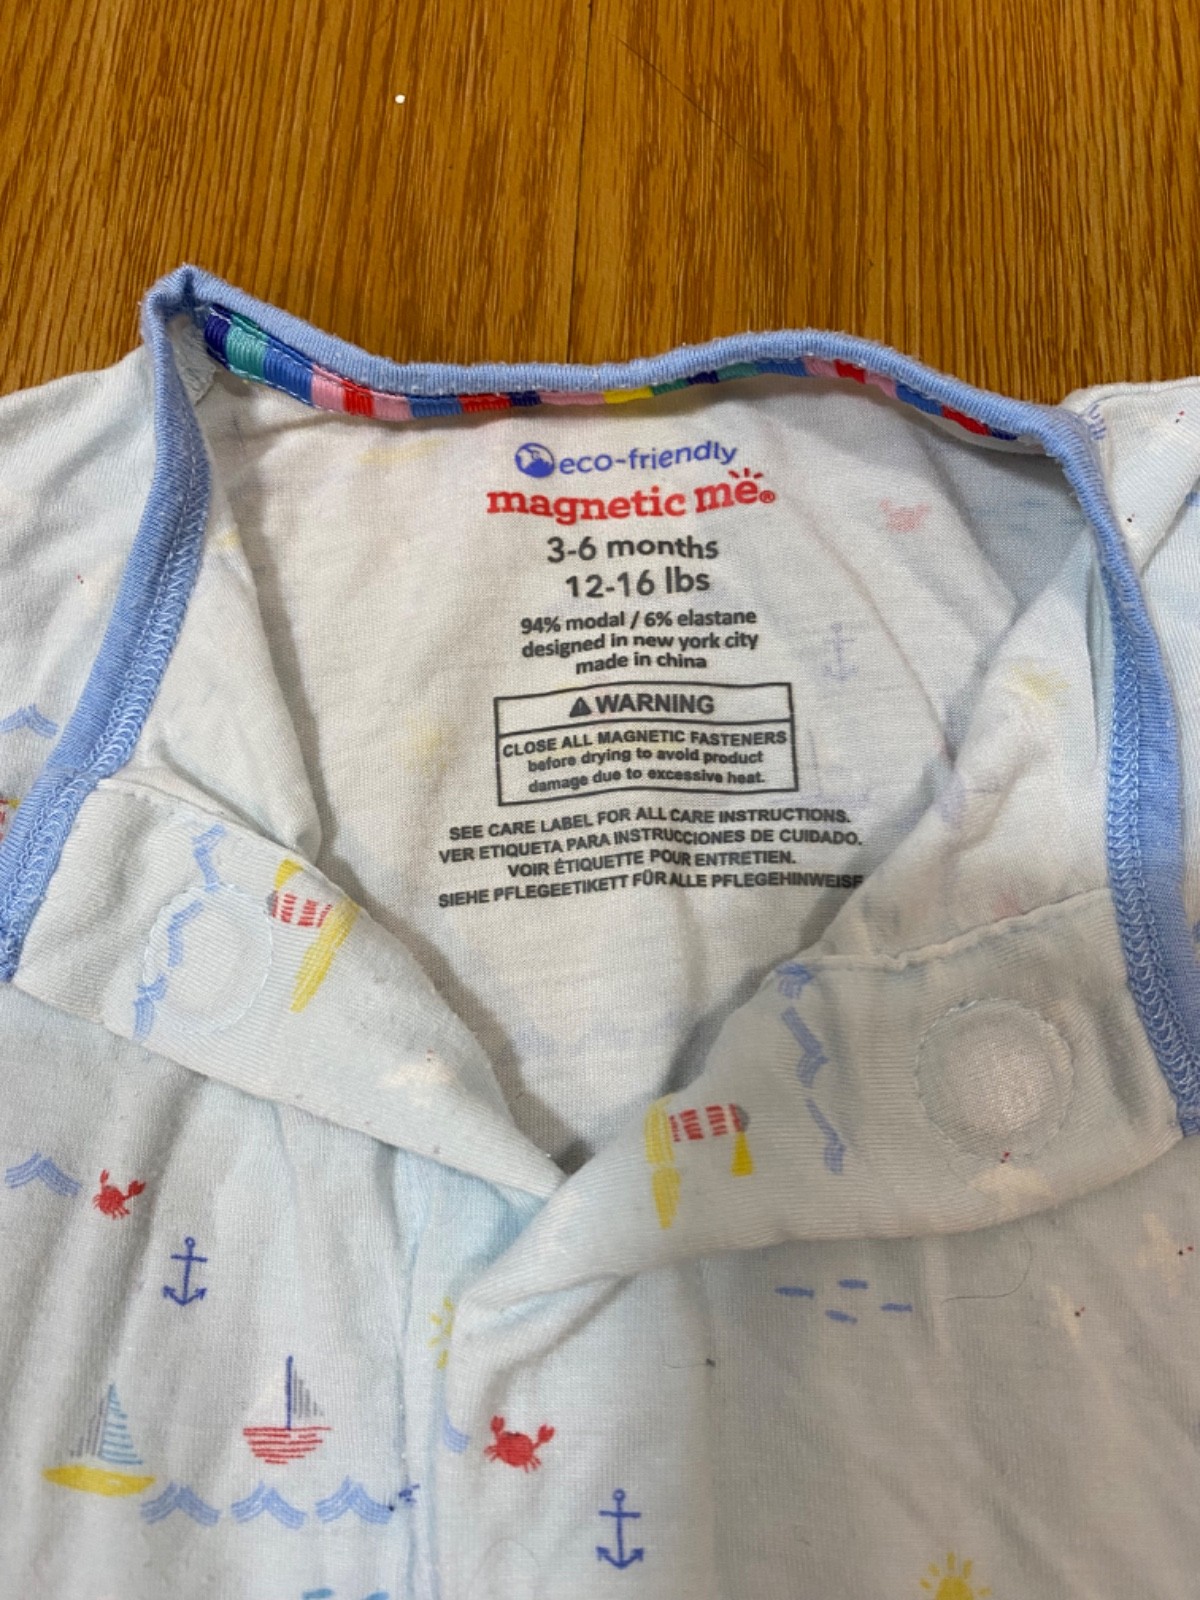 eco-friendly
magnetic me®
3-6 months
12-16 lbs
94% modal / 6% elastane
designed in new york city
made in china
WARNING
CLOSE ALL MAGNETIC FASTENERS
before drying to avoid product
damage due to excessive heat.
SEE CARE LABEL FOR ALL CARE INSTRUCTIONS.
VER ETIQUETA PARA INSTRUCCIONES DE CUIDADO.
VOIR ÉTIQUETTE POUR ENTRETIEN.
SIEHE PFLEGEETIKETT FÜR ALLE PFLEGEHINWEISE